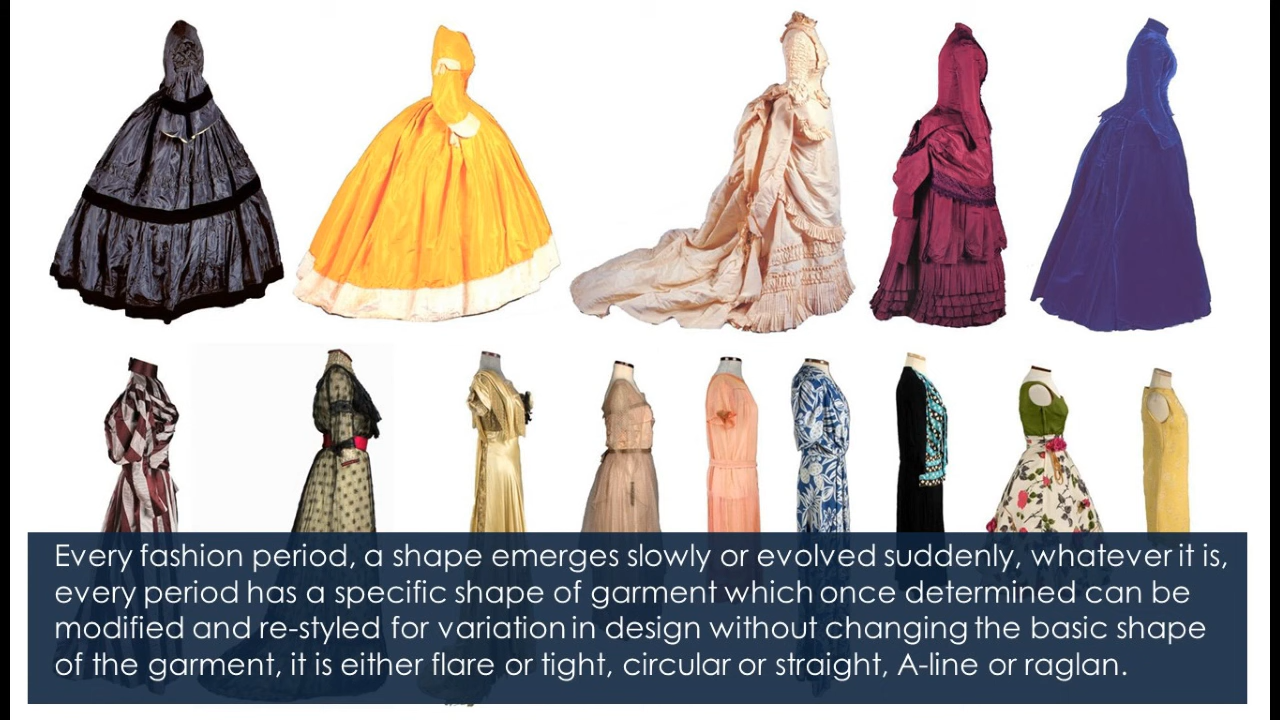 Every fashion period, a shape emerges slowly or evolved suddenly, whatever it is,
every period has a specific shape of garment which once determined can be
modified and re-styled for variation in design without changing the basic shape
of the garment, it is either flare or tight, circular or straight, A-line or raglan.